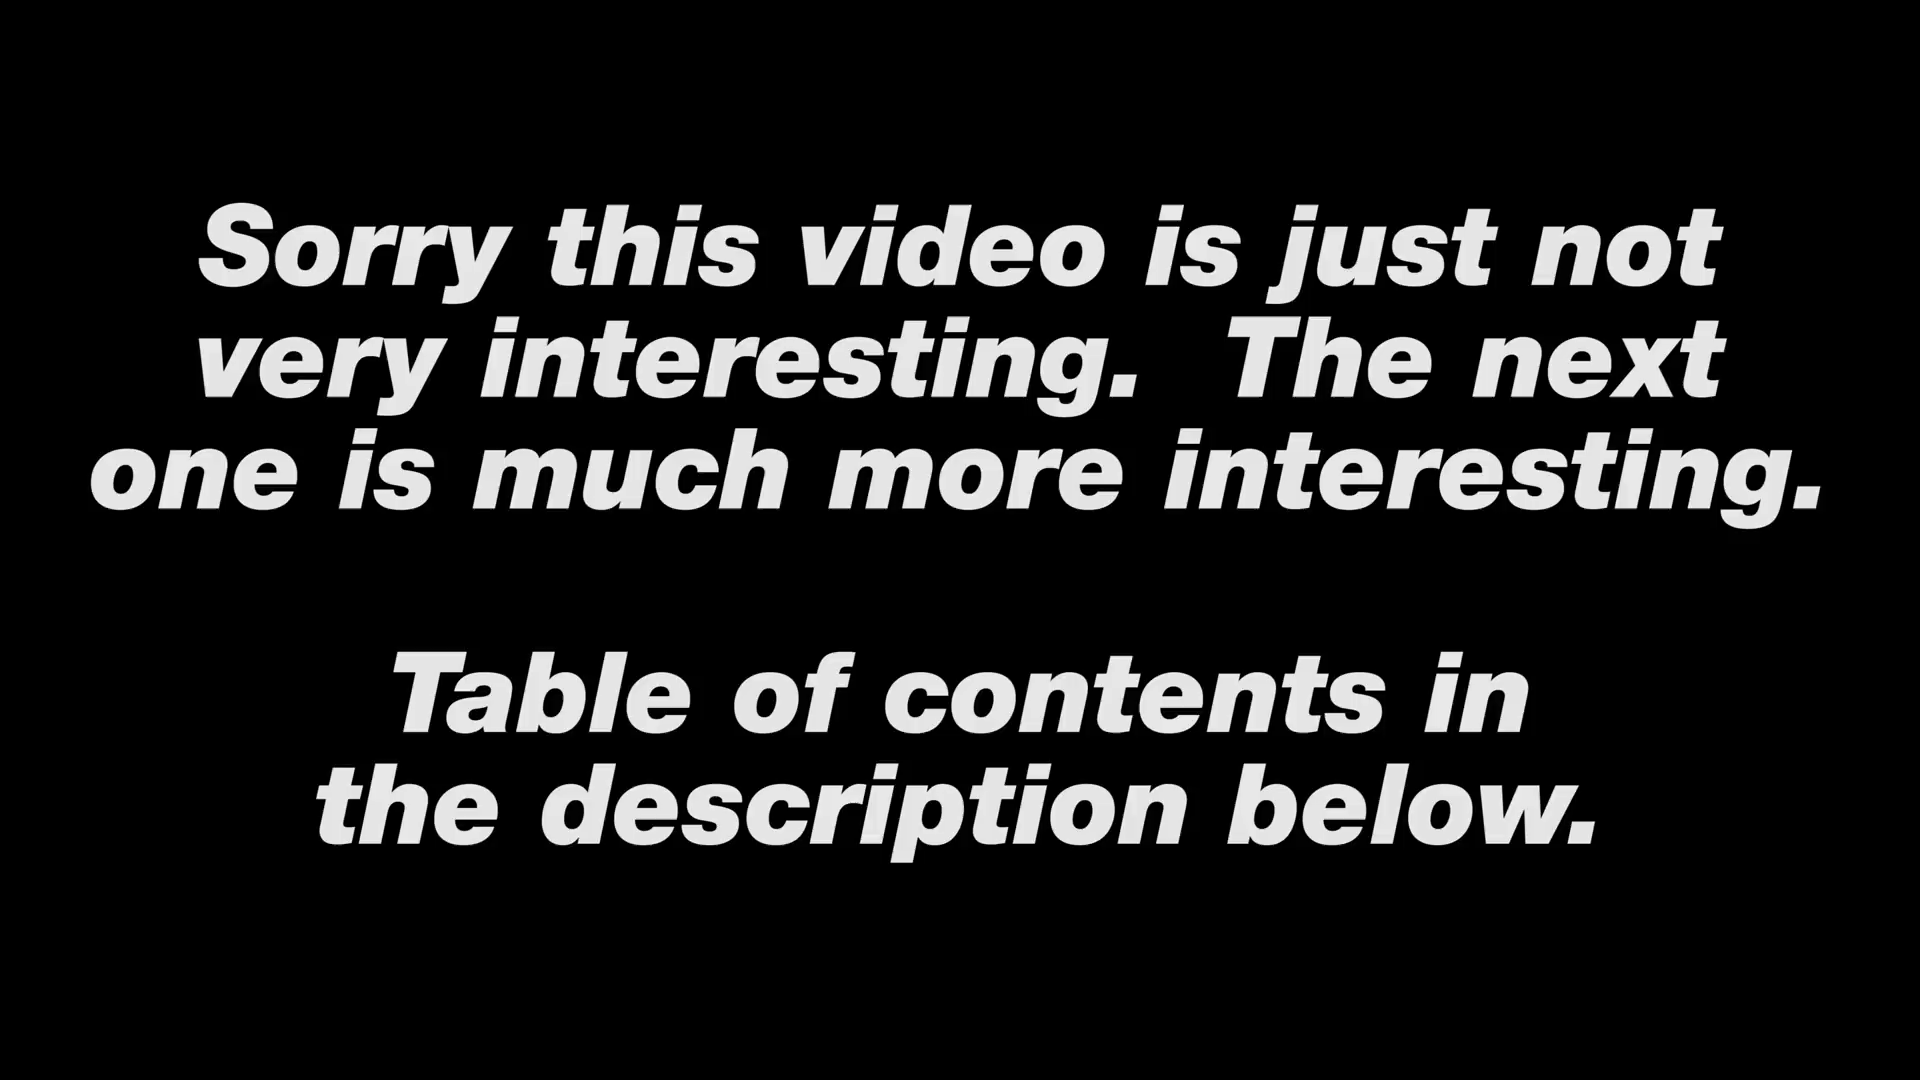 Sorry this video is just not
very interesting.  The next
one is much more interesting.
Table of contents in
the description below.